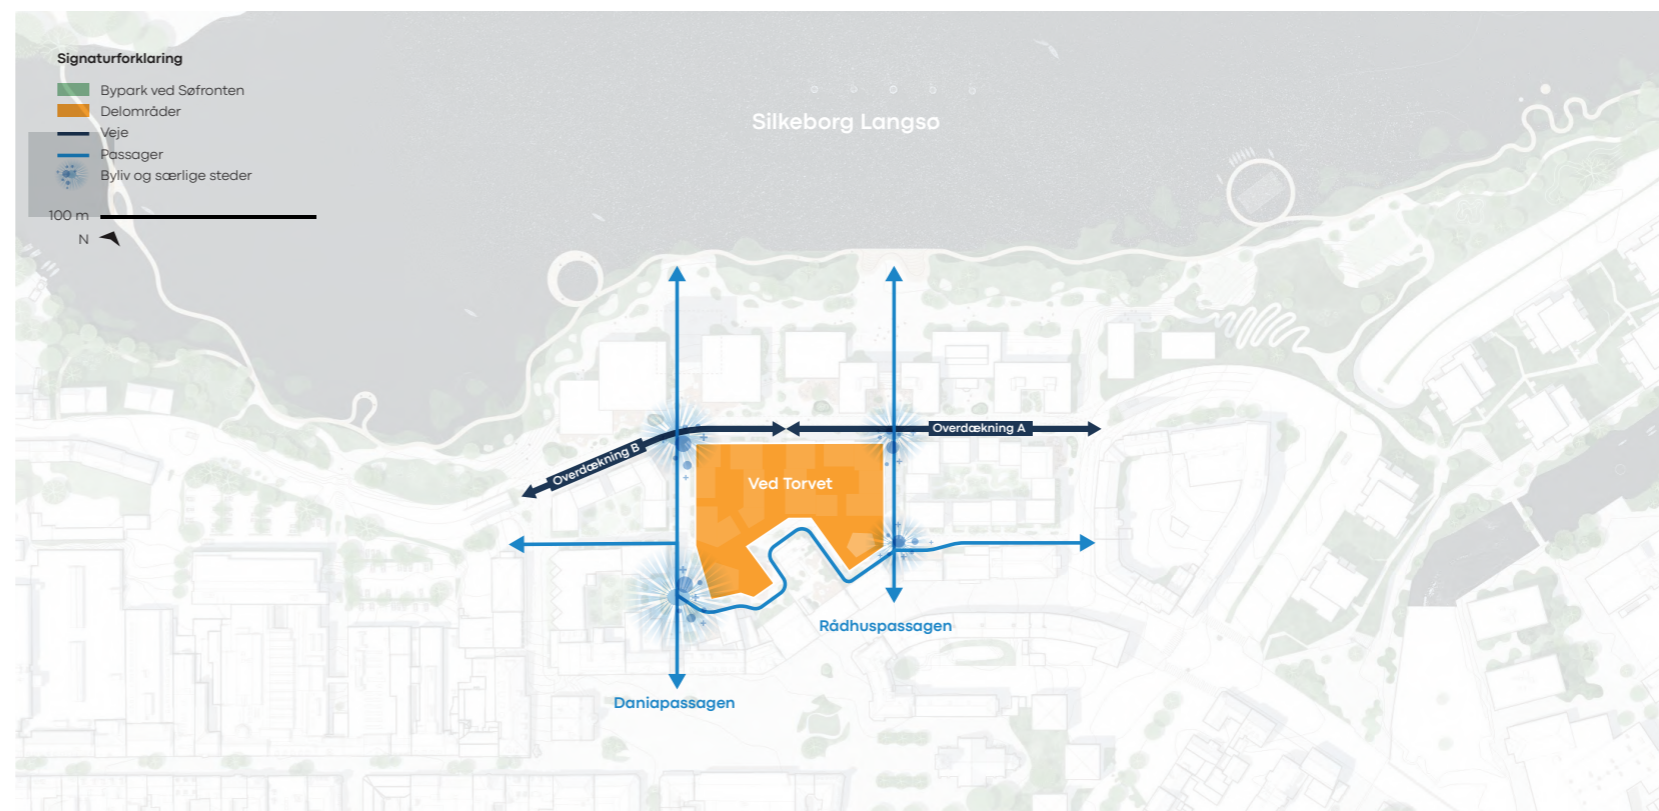 Signaturforklaring
Bypark ved Søfronten
Delområder
Veje
Passager
Byliv og særlige steder
100 m
N
Silkeborg Langsø
Overdækning A
Overdækning B
Ved Torvet
Rådhuspassagen
Daniapassagen